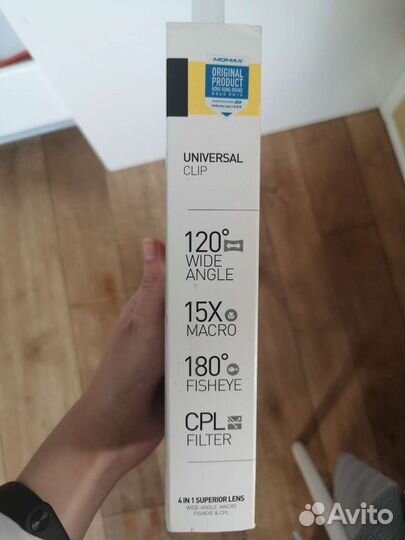 MOMAX
ORIGINAL
PRODUCT
HONG KONG BRAND
UNIVERSAL
CLIP
120°
WIDE
ANGLE
15X
MACRO
180°
FISHEYE
CPL
FILTER
4 IN 1 SUPERIOR LENS
WIDE-ANGLE, MACRO
FISHEYE & CPL
Avito